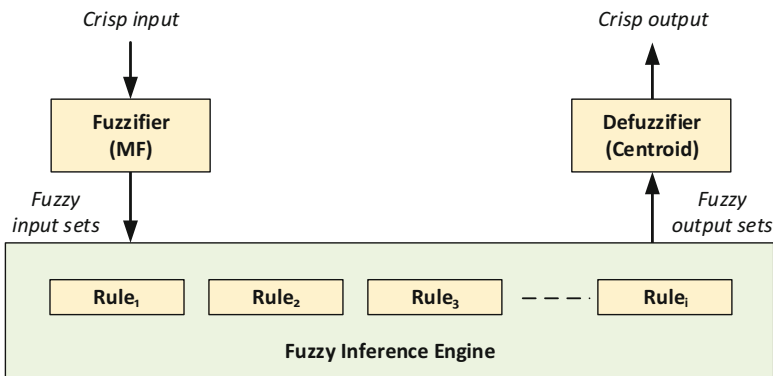 Crisp input
Crisp output
Fuzzifier
(MF)
Defuzzifier
(Centroid)
Fuzzy
input sets
Fuzzy
output sets
Rule₁
Rule₂
Rule₃
Ruleᵢ
Fuzzy Inference Engine